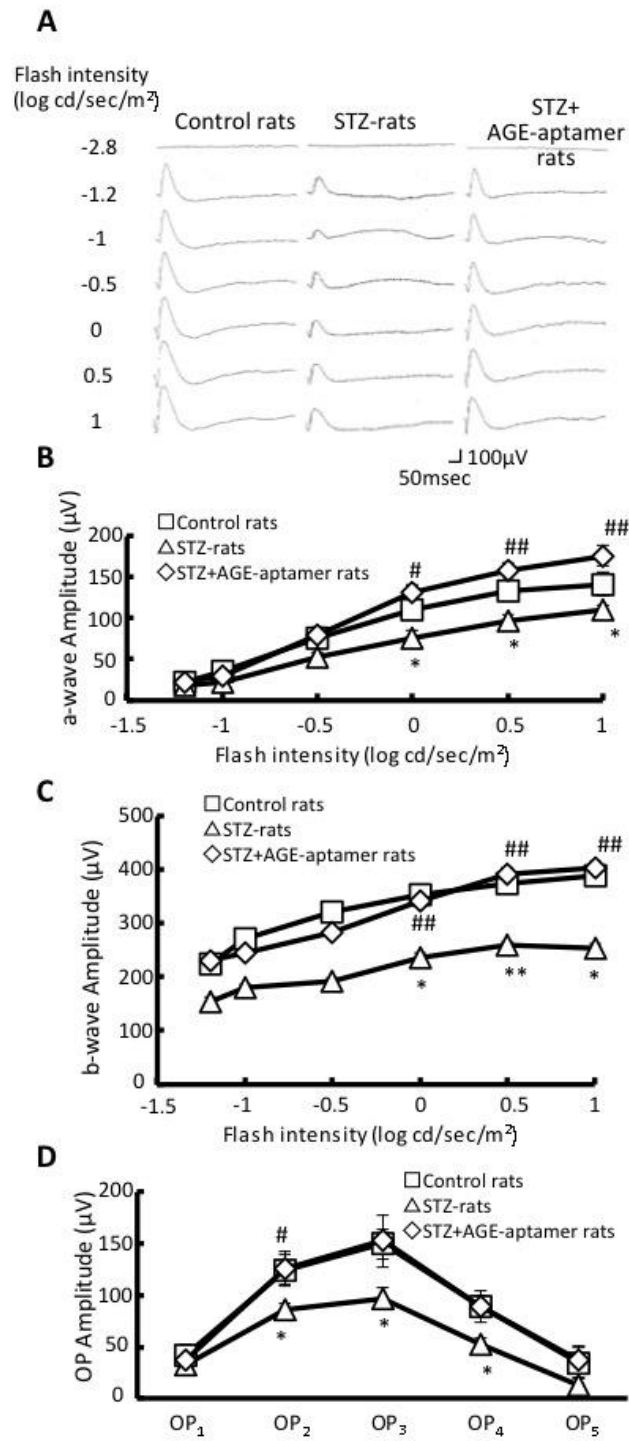 A
Flash intensity
(log cd/sec/m²)
Control rats STZ-rats STZ+
AGE-aptamer
rats
-2.8
-1.2
-1
-0.5
0
0.5
1
100μV
50msec
B
a-wave Amplitude (μV)
200
150
100
50
0
□Control rats
△STZ-rats
◇STZ+AGE-aptamer rats
# ## ##
* * *
-1.5 -1 -0.5 0 0.5 1
Flash intensity (log cd/sec/m²)
C
b-wave Amplitude (μV)
500
400
300
200
100
0
□Control rats
△STZ-rats
◇STZ+AGE-aptamer rats
## ##
##
* ** *
-1.5 -1 -0.5 0 0.5 1
Flash intensity (log cd/sec/m²)
D
OP Amplitude (μV)
200
150
100
50
0
□Control rats
△STZ-rats
◇STZ+AGE-aptamer rats
#
* * *
OP₁ OP₂ OP₃ OP₄ OP₅